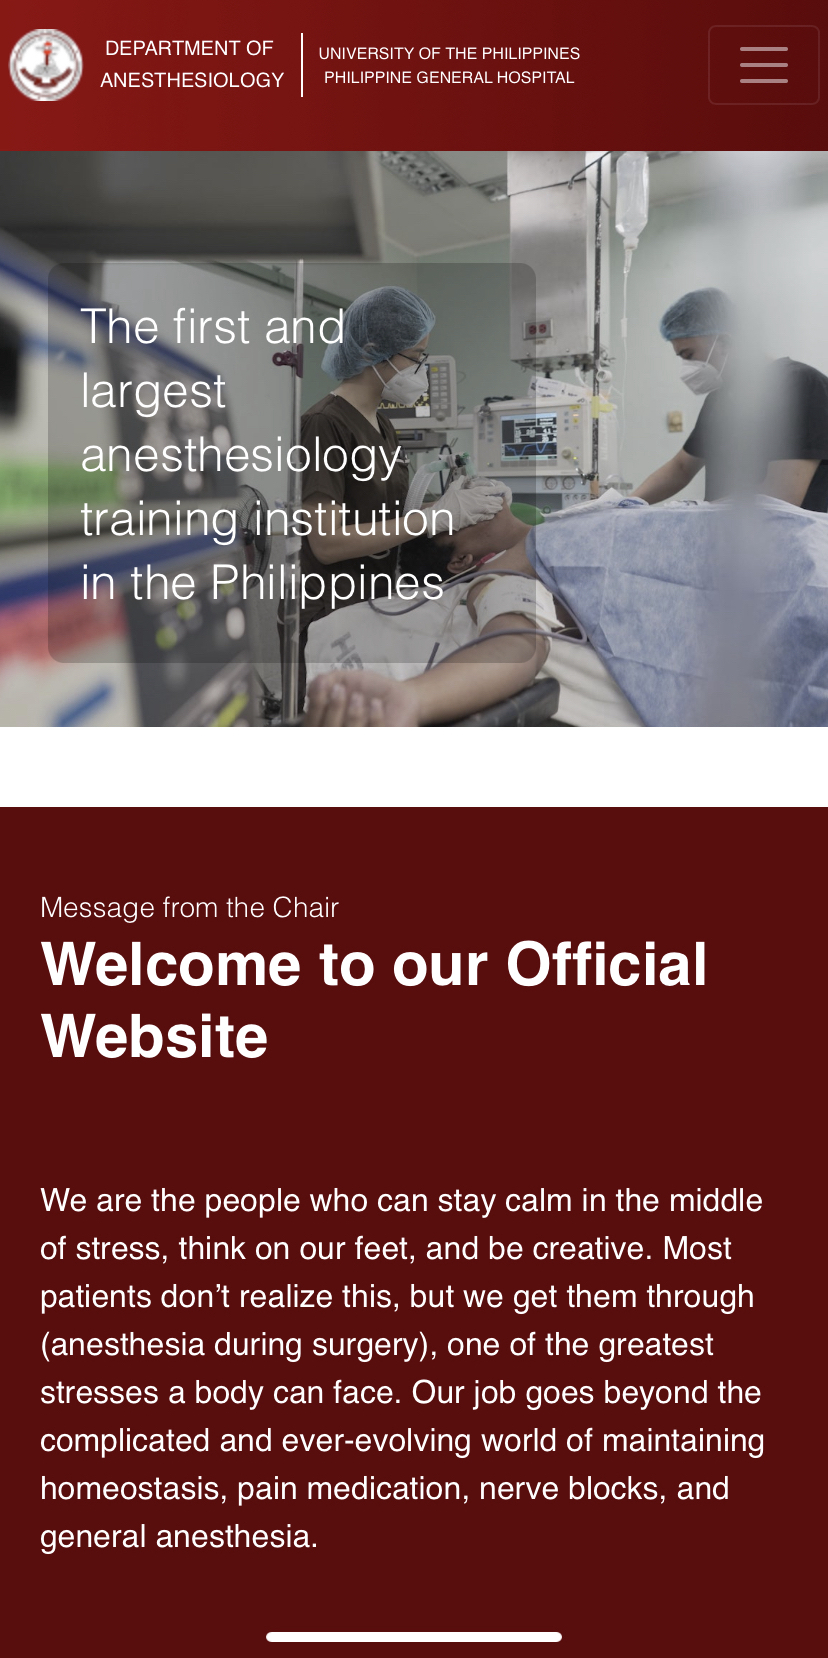 DEPARTMENT OF
ANESTHESIOLOGY
UNIVERSITY OF THE PHILIPPINES
PHILIPPINE GENERAL HOSPITAL
The first and
largest
anesthesiology
training institution
in the Philippines
Message from the Chair
Welcome to our Official
Website
We are the people who can stay calm in the middle
of stress, think on our feet, and be creative. Most
patients don’t realize this, but we get them through
(anesthesia during surgery), one of the greatest
stresses a body can face. Our job goes beyond the
complicated and ever-evolving world of maintaining
homeostasis, pain medication, nerve blocks, and
general anesthesia.